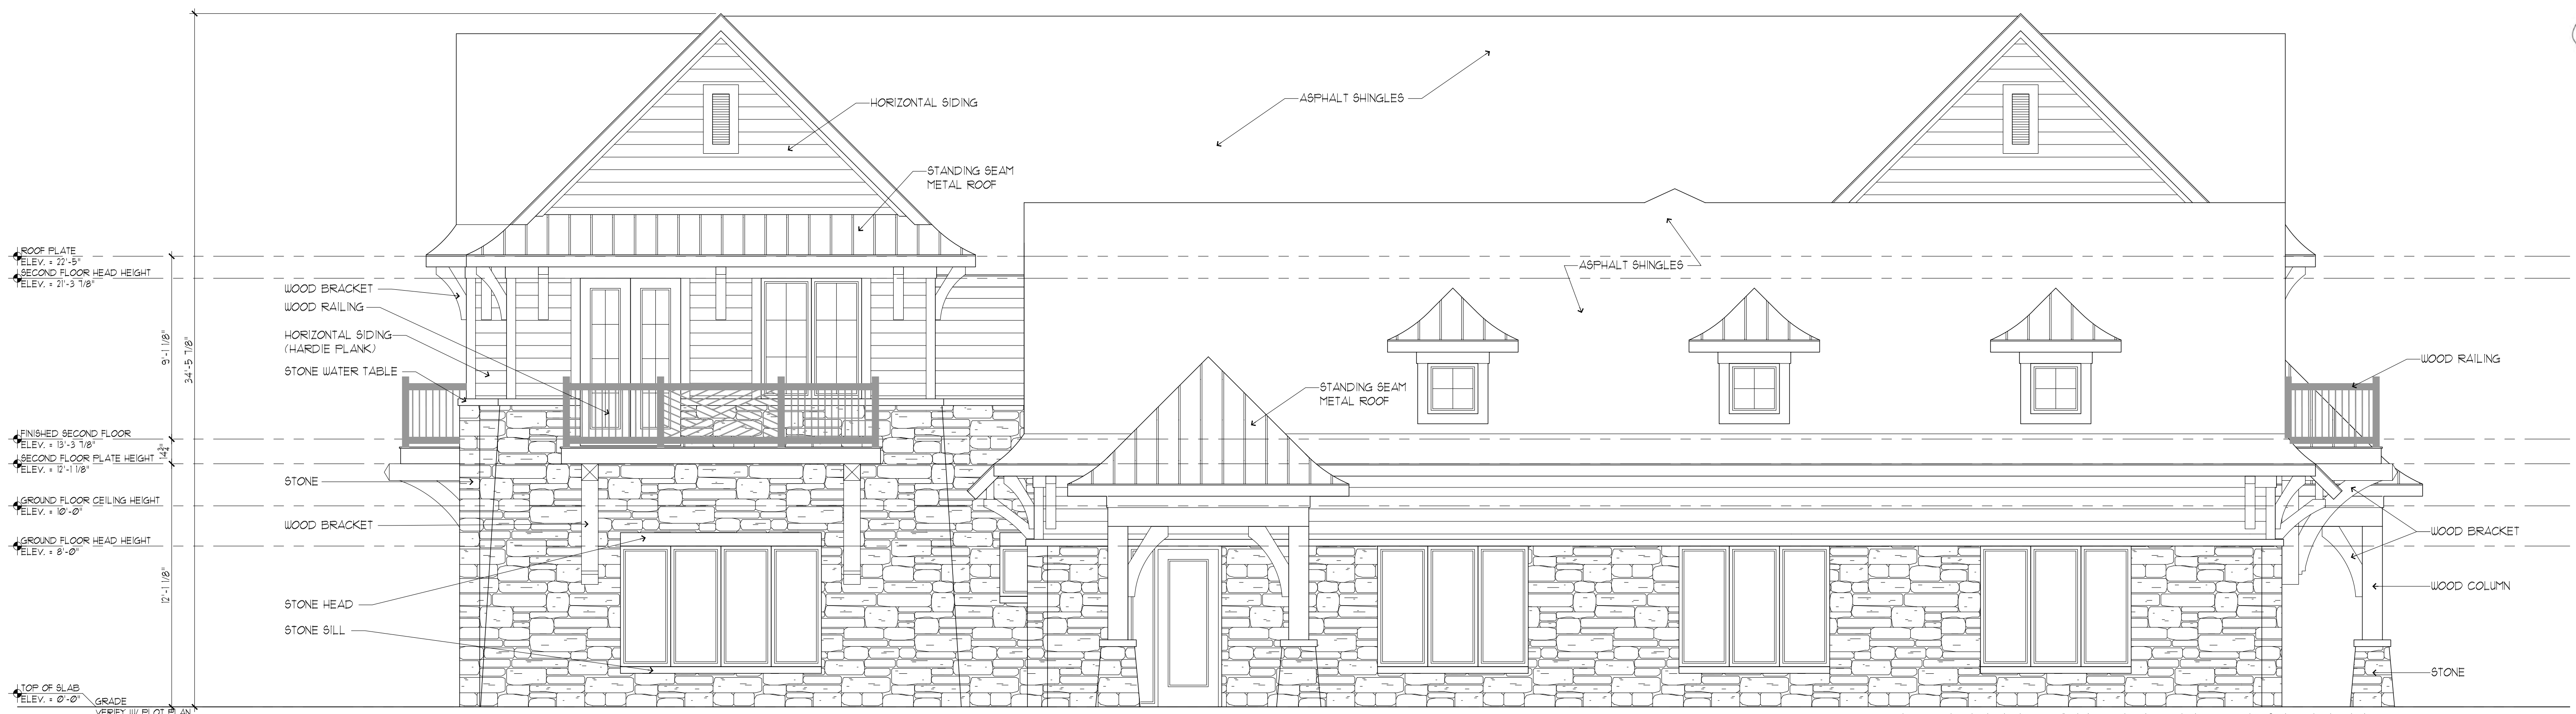 ROOF PLATE
ELEV. = 22'-5"
SECOND FLOOR HEAD HEIGHT
ELEV. = 21'-3 7/8"
FINISHED SECOND FLOOR
ELEV. = 13'-3 7/8"
SECOND FLOOR PLATE HEIGHT
ELEV. = 12'-1 1/8"
GROUND FLOOR CEILING HEIGHT
ELEV. = 10'-0"
GROUND FLOOR HEAD HEIGHT
ELEV. = 8'-0"
TOP OF SLAB
ELEV. = 0'-0"
GRADE
VERIFY W/ PLOT PLAN
9'-1 1/8"
34'-5 7/8"
12'-1 1/8"
WOOD BRACKET
WOOD RAILING
HORIZONTAL SIDING
(HARDIE PLANK)
STONE WATER TABLE
STONE
WOOD BRACKET
STONE HEAD
STONE SILL
HORIZONTAL SIDING
STANDING SEAM
METAL ROOF
ASPHALT SHINGLES
ASPHALT SHINGLES
STANDING SEAM
METAL ROOF
WOOD RAILING
WOOD BRACKET
WOOD COLUMN
STONE